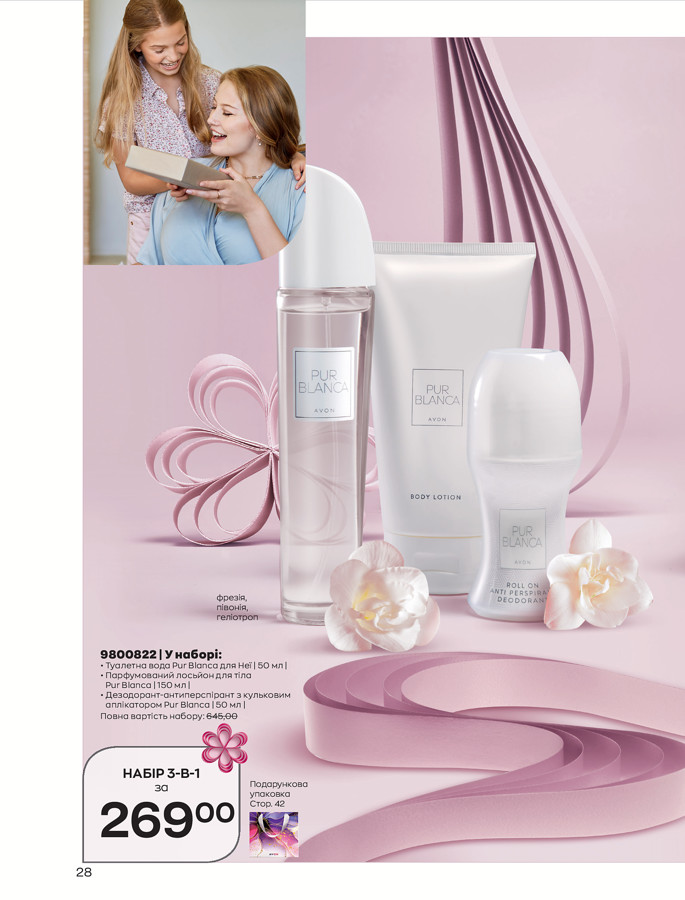 PUR
BLANCA
AVON
PUR
BLANCA
AVON
BODY LOTION
PUR
BLANCA
AVON
ROLL ON
ANTI PERSPIRA
DEODORANT
фрезія,
півонія,
геліотроп
9800822 | У наборі:
• Туалетна вода Pur Blanca для Неї | 50 мл |
• Парфумований лосьйон для тіла
Pur Blanca | 150 мл |
• Дезодорант-антиперспірант з кульковим
аплікатором Pur Blanca | 50 мл |
Повна вартість набору: 645,00
НАБІР 3-В-1
за
269⁰⁰
Подарункова
упаковка
Стор. 42
28